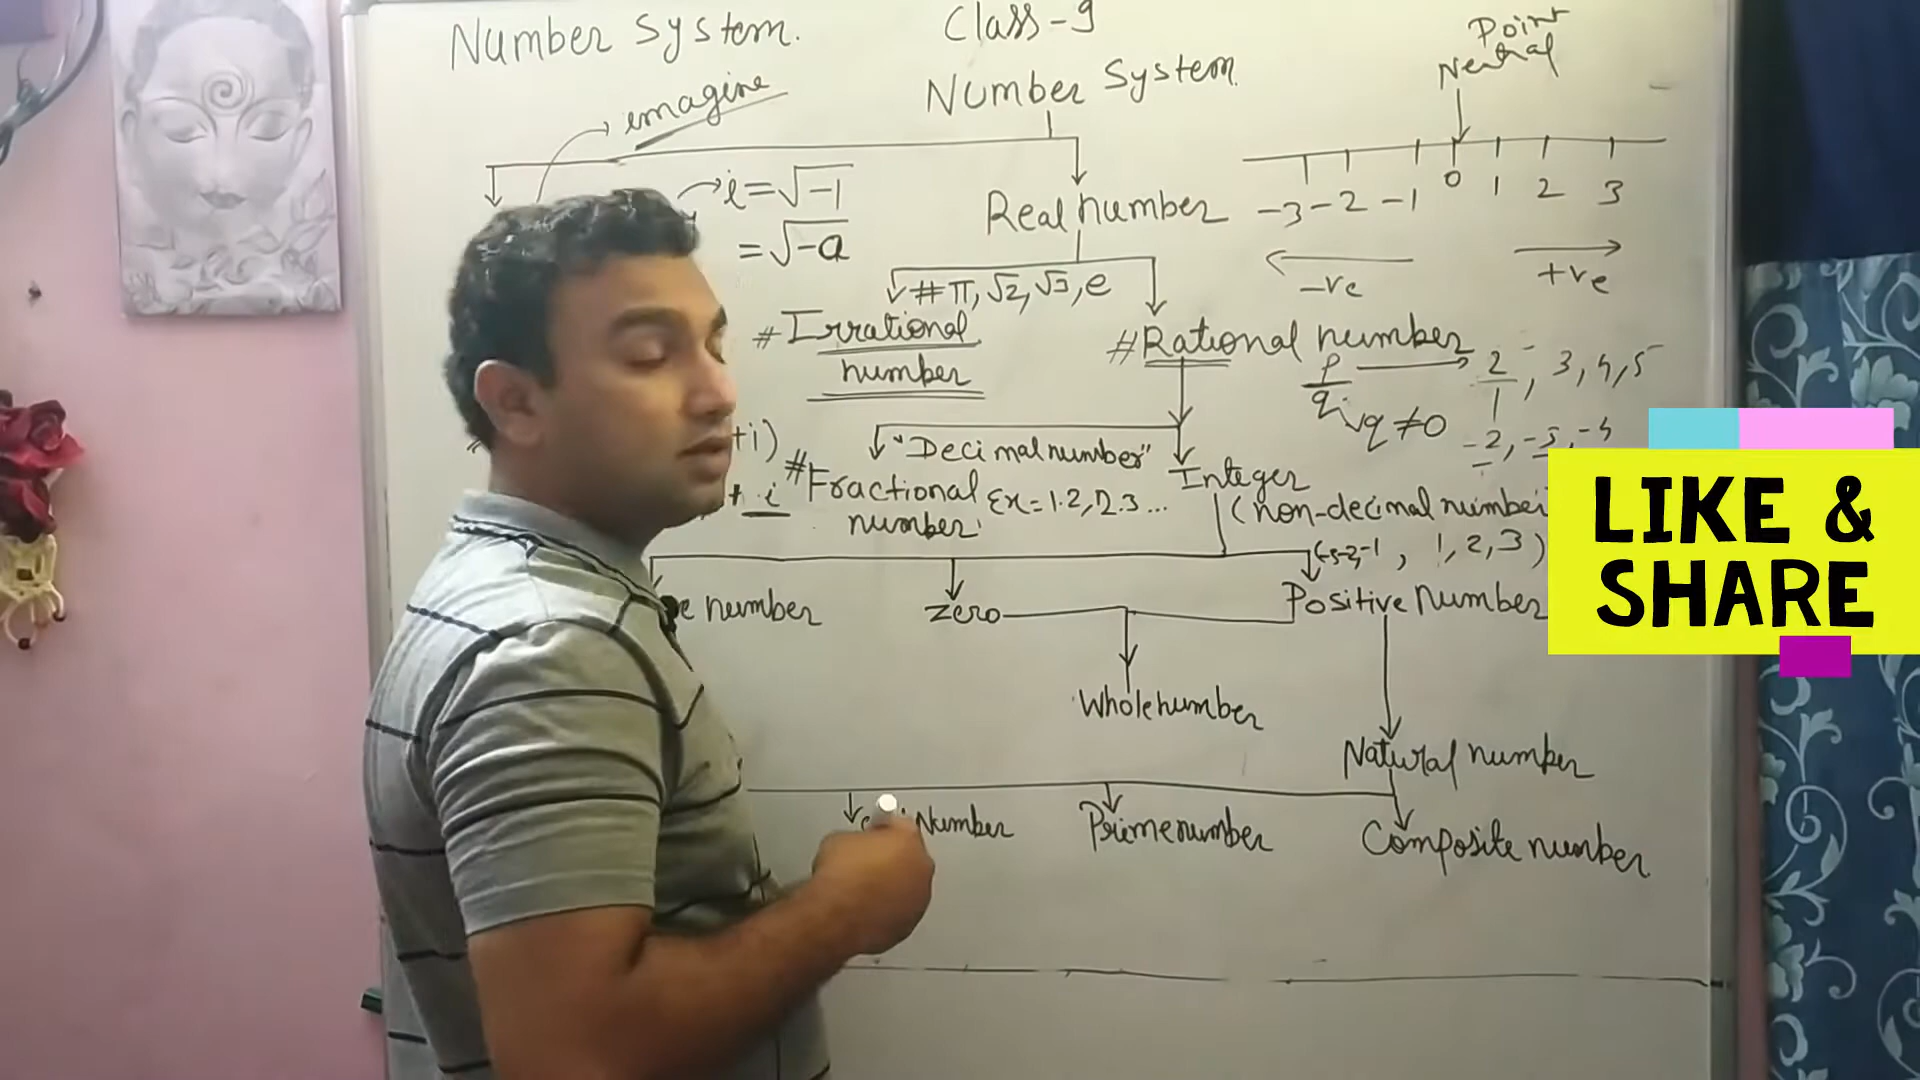 Number System.
Class-9
Point
Neutral
imagine
Number System.
i=√-1
=√-a
Real number
-3 -2 -1 0 1 2 3
-ve
+ve
#π, √2, √3, e
#Irrational
number
#Rational number
p/q
q≠0
2/1, 3, 4, 5
-2, -5, -4
+i)
+ i
"Decimal number"
#Fractional
number
Ex=1.2, 2.3...
Integer
(non-decimal number
(-3-2,-1, 1,2,3)
e number
zero
Positive Number
Whole number
Natural number
Number
Prime number
Composite number
LIKE &
SHARE